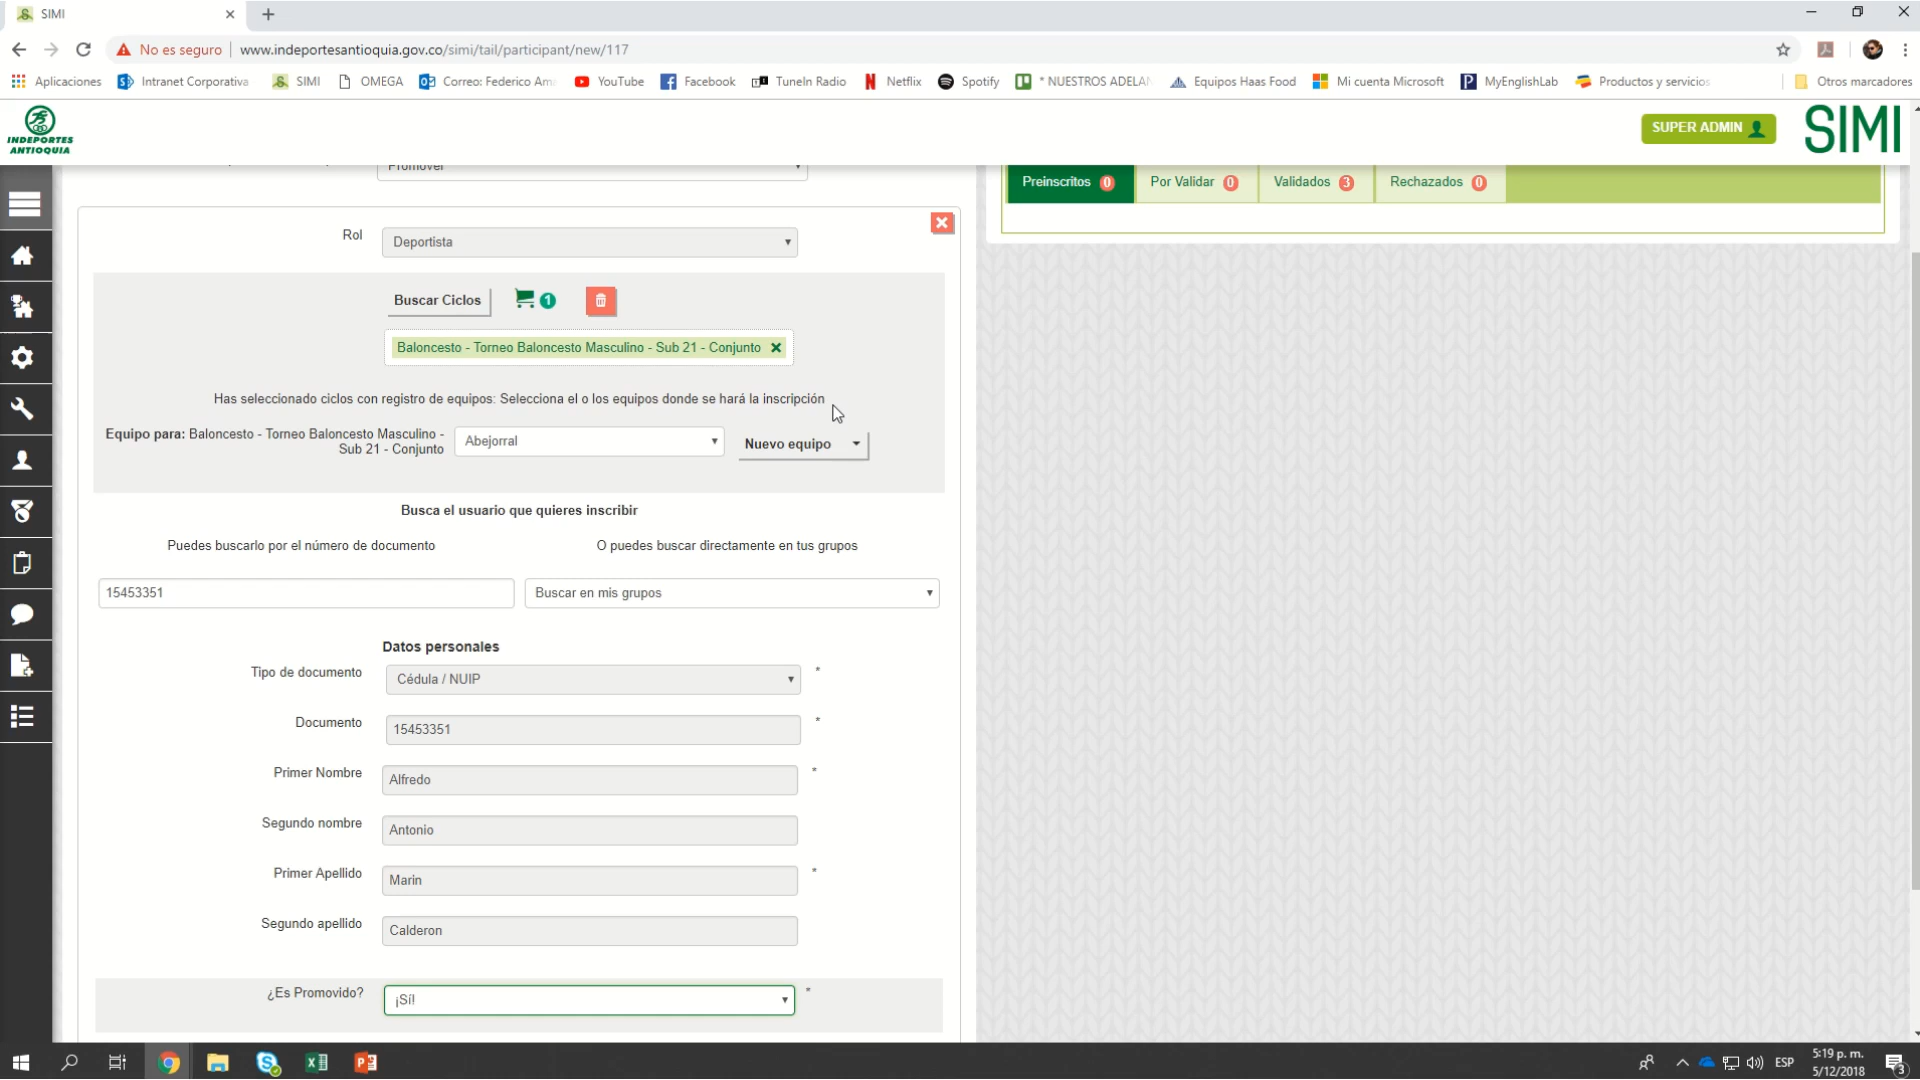 SIMI
No es seguro
www.indeportesantioquia.gov.co/simi/tail/participant/new/117
Aplicaciones
Intranet Corporativa
SIMI
OMEGA
Correo: Federico Am
YouTube
Facebook
TuneIn Radio
Netflix
Spotify
* NUESTROS ADELAN
Equipos Haas Food
Mi cuenta Microsoft
MyEnglishLab
Productos y servicios
Otros marcadores
INDEPORTES
ANTIOQUIA
SUPER ADMIN
SIMI
Promover
Preinscritos 0
Por Validar 0
Validados 3
Rechazados 0
Rol
Deportista
Buscar Ciclos
1
Baloncesto - Torneo Baloncesto Masculino - Sub 21 - Conjunto
Has seleccionado ciclos con registro de equipos: Selecciona el o los equipos donde se hará la inscripción
Equipo para: Baloncesto - Torneo Baloncesto Masculino -
Sub 21 - Conjunto
Abejorral
Nuevo equipo
Busca el usuario que quieres inscribir
Puedes buscarlo por el número de documento
O puedes buscar directamente en tus grupos
15453351
Buscar en mis grupos
Datos personales
Tipo de documento
Cédula / NUIP
*
Documento
15453351
*
Primer Nombre
Alfredo
*
Segundo nombre
Antonio
Primer Apellido
Marin
*
Segundo apellido
Calderon
¿Es Promovido?
¡Sí!
*
ESP
5:19 p. m.
5/12/2018
3